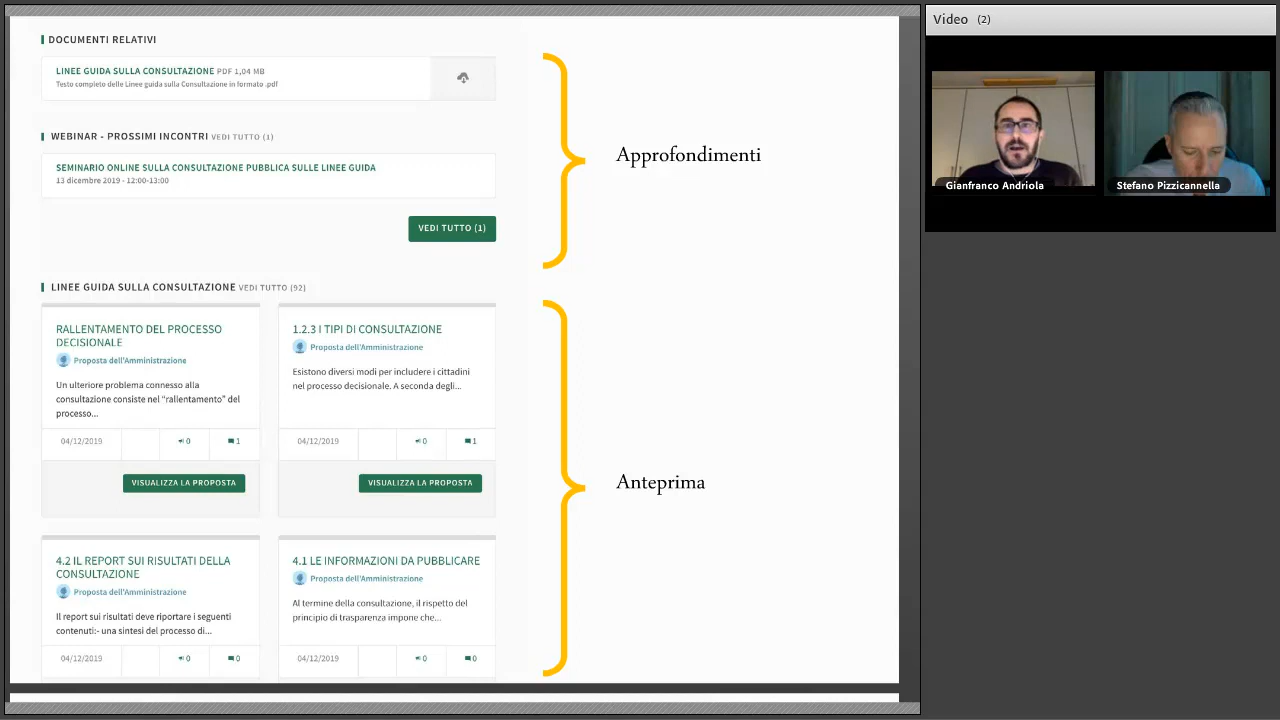 DOCUMENTI RELATIVI
LINEE GUIDA SULLA CONSULTAZIONE PDF 1,04 MB
Testo completo delle Linee guida sulla Consultazione in formato .pdf
WEBINAR - PROSSIMI INCONTRI VEDI TUTTO (1)
SEMINARIO ONLINE SULLA CONSULTAZIONE PUBBLICA SULLE LINEE GUIDA
13 dicembre 2019 - 12:00-13:00
VEDI TUTTO (1)
Approfondimenti
LINEE GUIDA SULLA CONSULTAZIONE VEDI TUTTO (92)
RALLENTAMENTO DEL PROCESSO
DECISIONALE
Proposta dell'Amministrazione
Un ulteriore problema connesso alla
consultazione consiste nel “rallentamento” del
processo...
04/12/2019 0 1
VISUALIZZA LA PROPOSTA
1.2.3 I TIPI DI CONSULTAZIONE
Proposta dell'Amministrazione
Esistono diversi modi per includere i cittadini
nel processo decisionale. A seconda degli...
04/12/2019 0 1
VISUALIZZA LA PROPOSTA
4.2 IL REPORT SUI RISULTATI DELLA
CONSULTAZIONE
Proposta dell'Amministrazione
Il report sui risultati deve riportare i seguenti
contenuti:- una sintesi del processo di...
04/12/2019 0 0
4.1 LE INFORMAZIONI DA PUBBLICARE
Proposta dell'Amministrazione
Al termine della consultazione, il rispetto del
principio di trasparenza impone che...
04/12/2019 0 0
Anteprima
Video (2)
Gianfranco Andriola
Stefano Pizzicannella